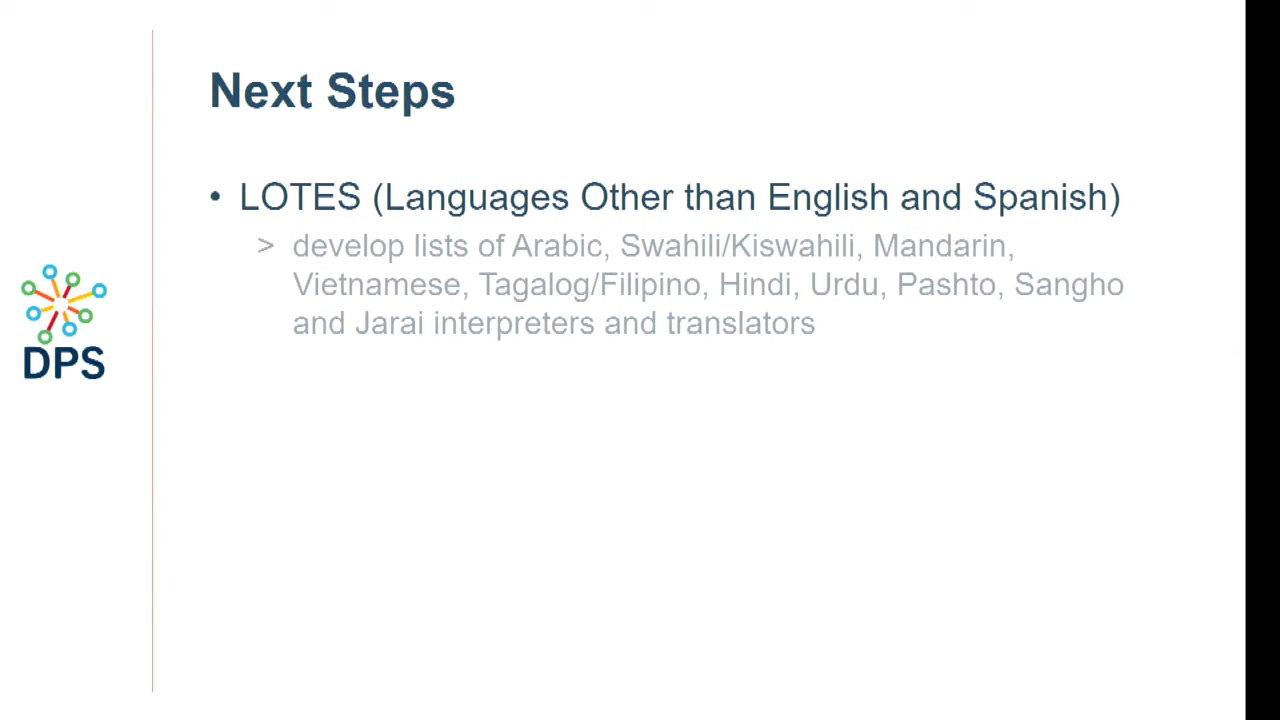 Next Steps
• LOTES (Languages Other than English and Spanish)
> develop lists of Arabic, Swahili/Kiswahili, Mandarin,
Vietnamese, Tagalog/Filipino, Hindi, Urdu, Pashto, Sangho
and Jarai interpreters and translators
DPS